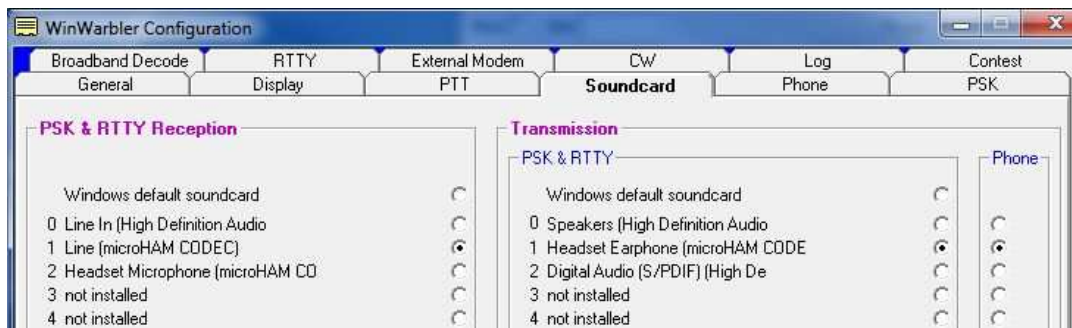 WinWarbler Configuration
Broadband Decode RTTY External Modem CW Log Contest
General Display PTT Soundcard Phone PSK
PSK & RTTY Reception
Windows default soundcard
0 Line In (High Definition Audio
1 Line (microHAM CODEC)
2 Headset Microphone (microHAM CO
3 not installed
4 not installed
Transmission
PSK & RTTY
Phone
Windows default soundcard
0 Speakers (High Definition Audio
1 Headset Earphone (microHAM CODE
2 Digital Audio (S/PDIF) (High De
3 not installed
4 not installed